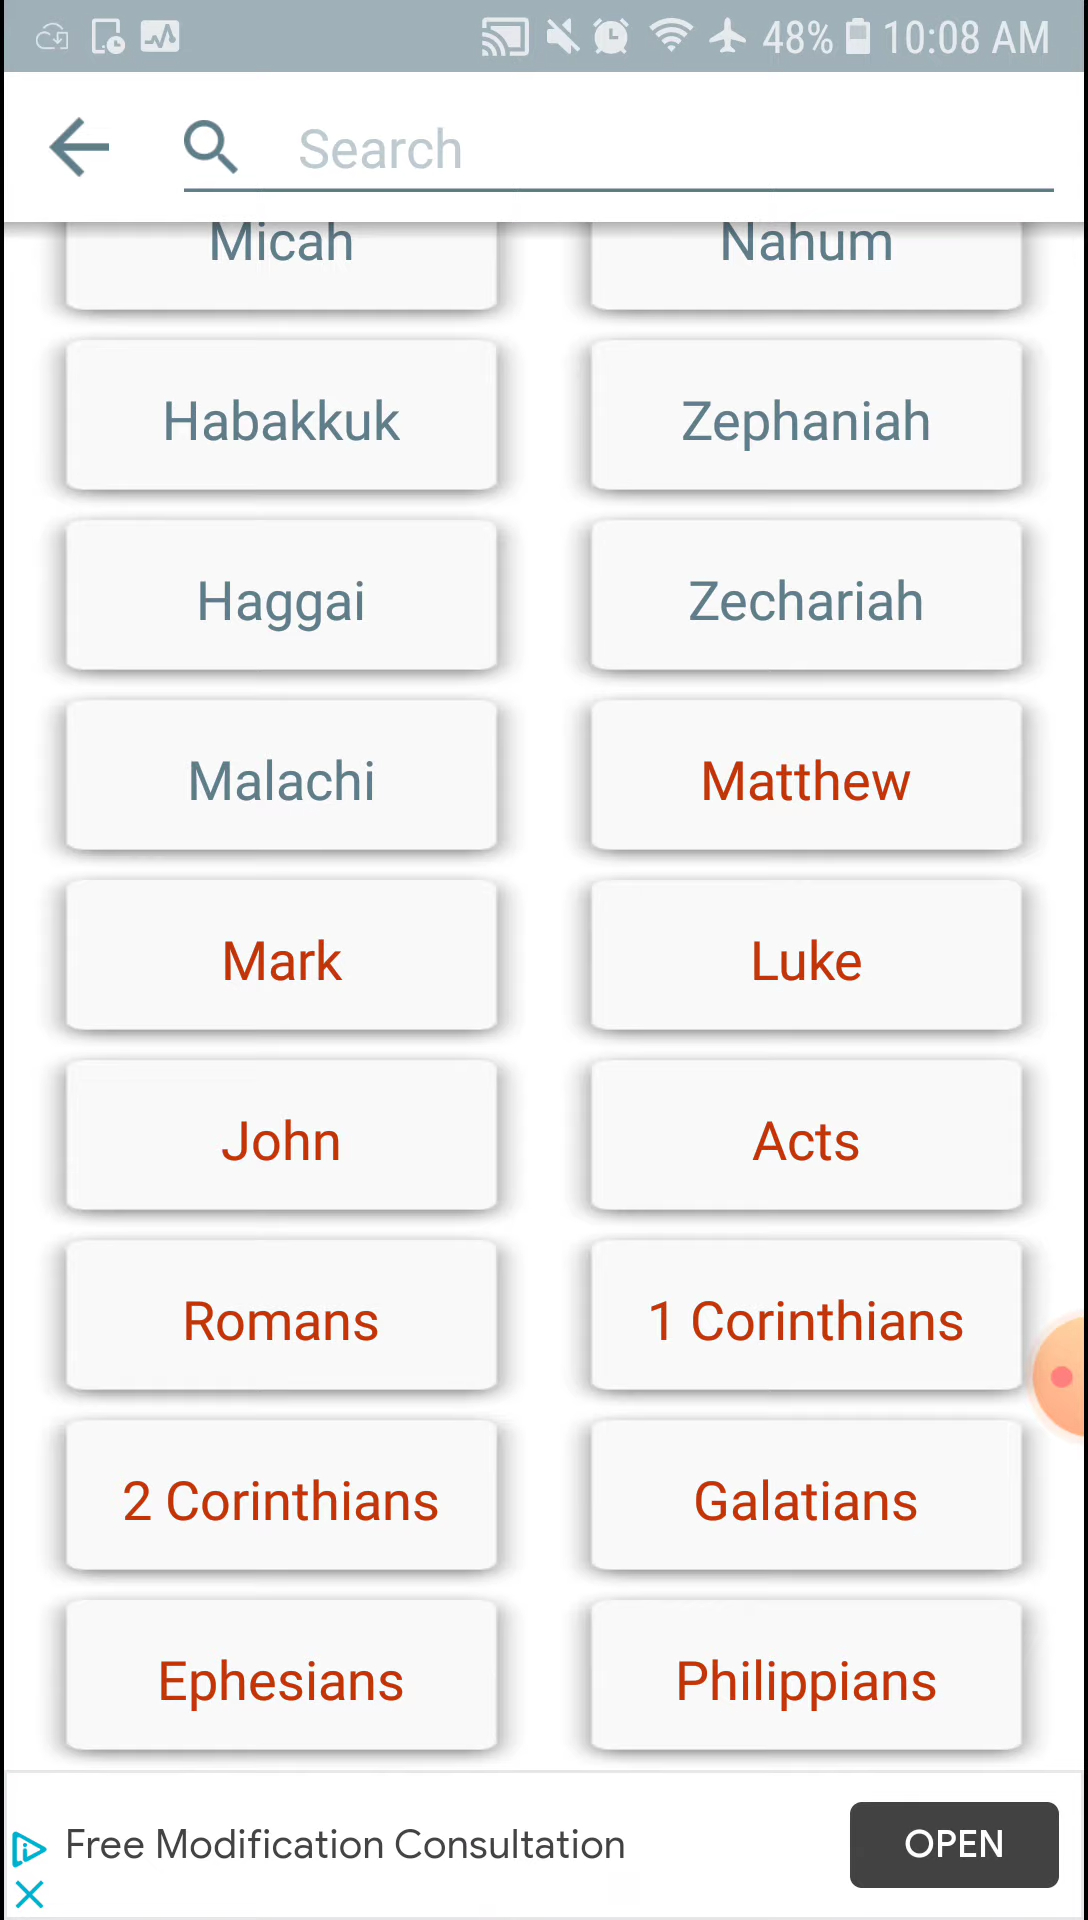 48% 10:08 AM
Search
Micah Nahum
Habakkuk Zephaniah
Haggai Zechariah
Malachi Matthew
Mark Luke
John Acts
Romans 1 Corinthians
2 Corinthians Galatians
Ephesians Philippians
Free Modification Consultation OPEN